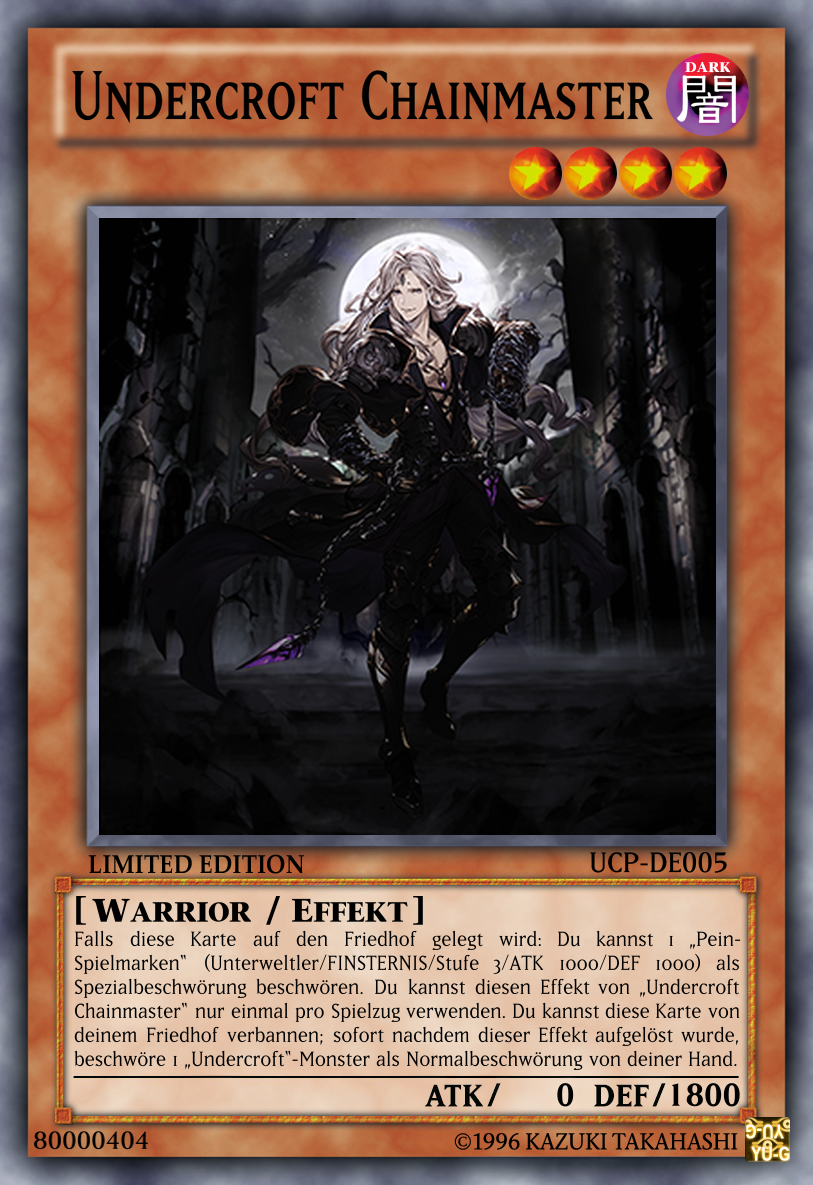 Undercroft Chainmaster
DARK
闇
LIMITED EDITION
UCP-DE005
[ Warrior / Effekt ]
Falls diese Karte auf den Friedhof gelegt wird: Du kannst 1 „Pein-
Spielmarken“ (Unterweltler/FINSTERNIS/Stufe 3/ATK 1000/DEF 1000) als
Spezialbeschwörung beschwören. Du kannst diesen Effekt von „Undercroft
Chainmaster“ nur einmal pro Spielzug verwenden. Du kannst diese Karte von
deinem Friedhof verbannen; sofort nachdem dieser Effekt aufgelöst wurde,
beschwöre 1 „Undercroft“-Monster als Normalbeschwörung von deiner Hand.
ATK/ 0 DEF/1800
80000404
©1996 KAZUKI TAKAHASHI